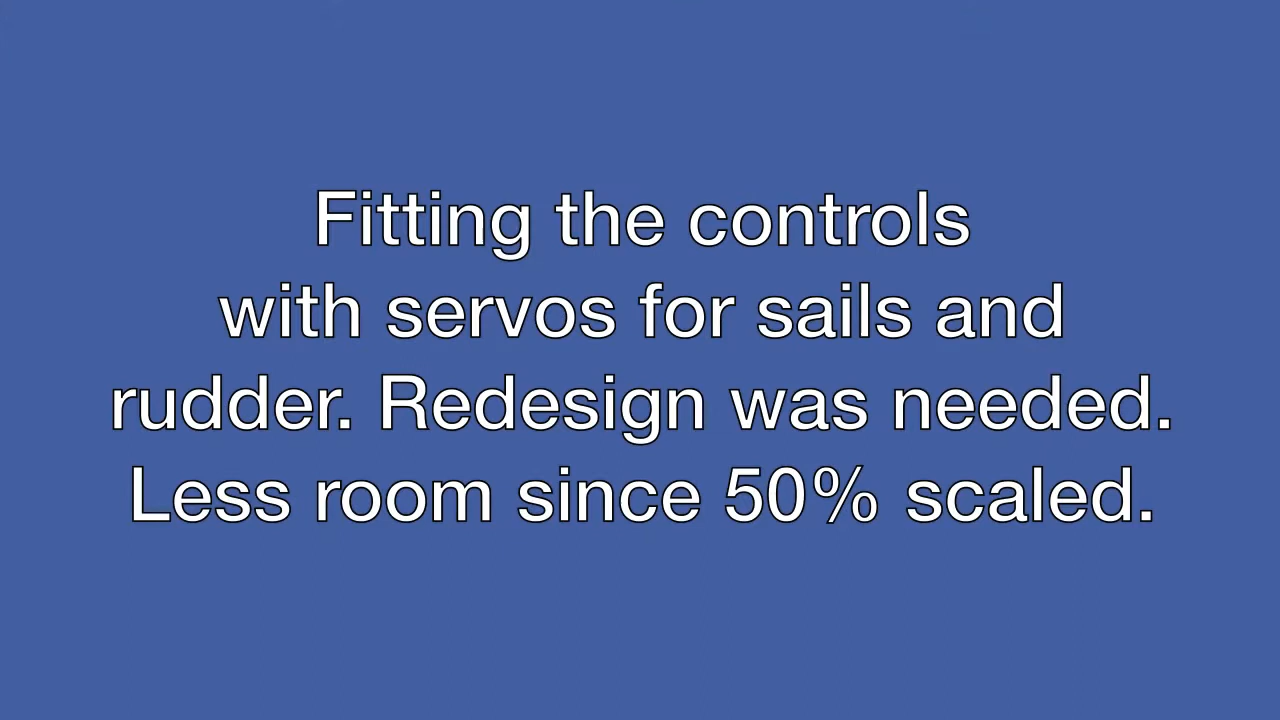 Fitting the controls
with servos for sails and
rudder. Redesign was needed.
Less room since 50% scaled.